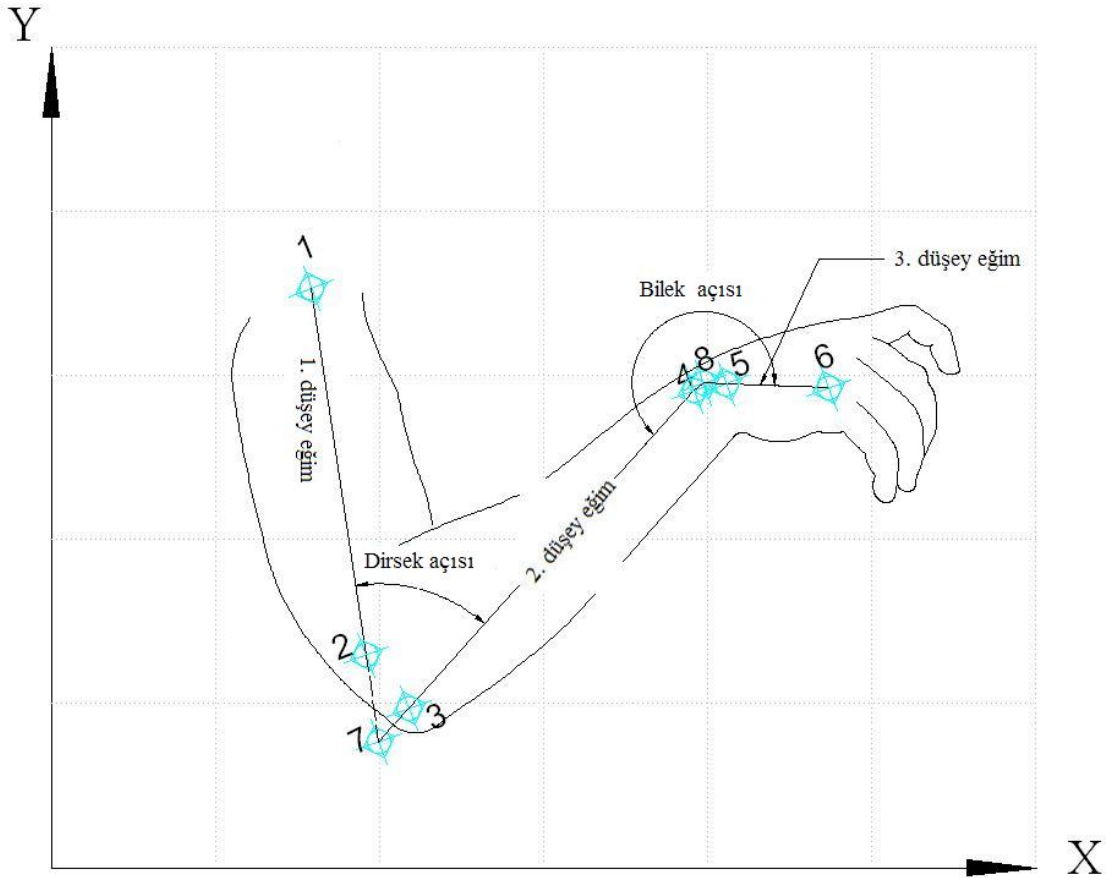 Y
1
3. düşey eğim
Bilek açısı
4
8
5
6
1. düşey eğim
2. düşey eğim
Dirsek açısı
2
3
7
X